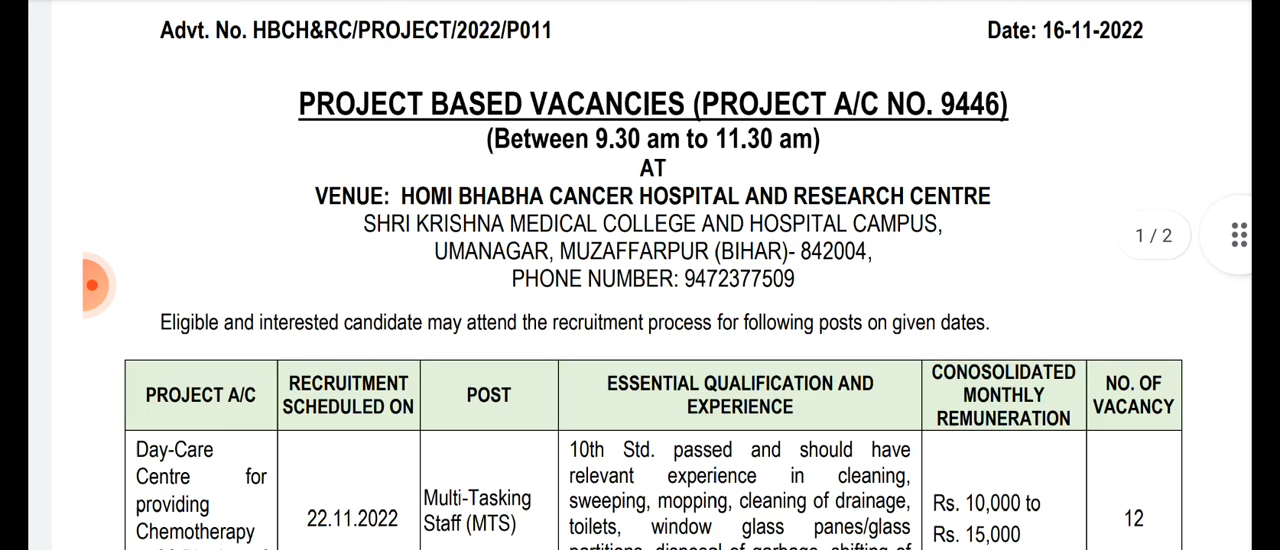 Advt. No. HBCH&RC/PROJECT/2022/P011 Date: 16-11-2022
PROJECT BASED VACANCIES (PROJECT A/C NO. 9446)
(Between 9.30 am to 11.30 am)
AT
VENUE: HOMI BHABHA CANCER HOSPITAL AND RESEARCH CENTRE
SHRI KRISHNA MEDICAL COLLEGE AND HOSPITAL CAMPUS,
UMANAGAR, MUZAFFARPUR (BIHAR)- 842004,
1 / 2
PHONE NUMBER: 9472377509
Eligible and interested candidate may attend the recruitment process for following posts on given dates.
PROJECT A/C
RECRUITMENT
SCHEDULED ON
POST
ESSENTIAL QUALIFICATION AND
EXPERIENCE
CONOSOLIDATED
MONTHLY
REMUNERATION
NO. OF
VACANCY
Day-Care
Centre for
providing
Chemotherapy
22.11.2022
Multi-Tasking
Staff (MTS)
10th Std. passed and should have
relevant experience in cleaning,
sweeping, mopping, cleaning of drainage,
toilets, window glass panes/glass
partitions, disposal of garbage, shifting of
Rs. 10,000 to
Rs. 15,000
12